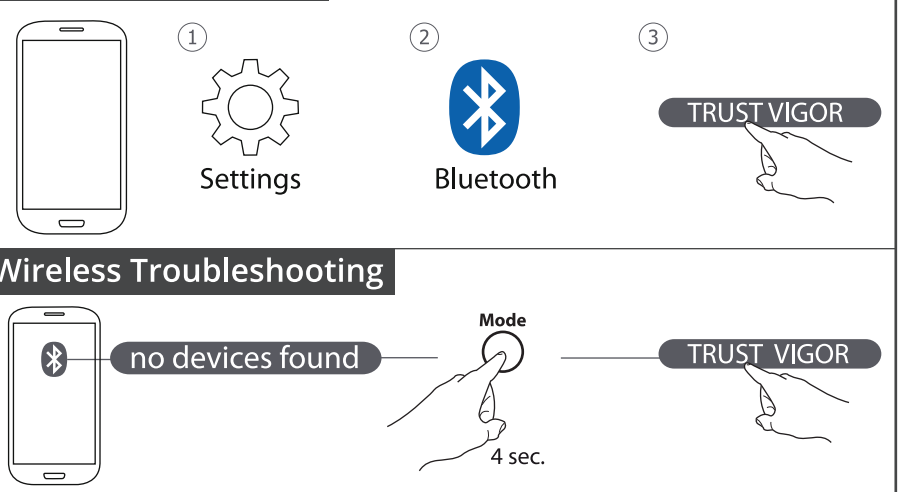 1
2
3
TRUST VIGOR
Settings
Bluetooth
Wireless Troubleshooting
Mode
no devices found
TRUST VIGOR
4 sec.